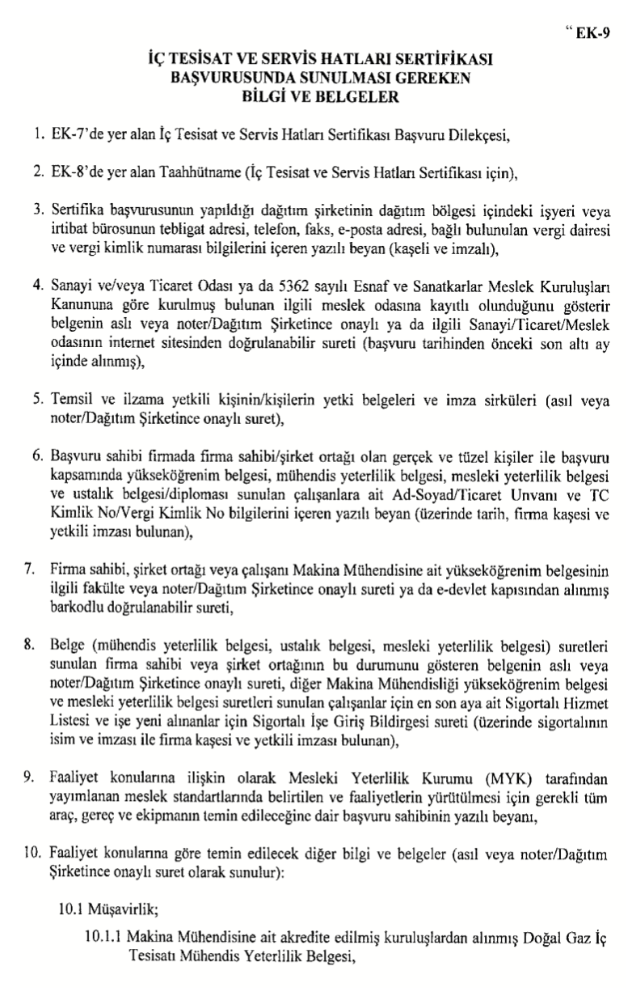 “ EK-9
İÇ TESİSAT VE SERVİS HATLARI SERTİFİKASI
BAŞVURUSUNDA SUNULMASI GEREKEN
BİLGİ VE BELGELER
1. EK-7’de yer alan İç Tesisat ve Servis Hatları Sertifikası Başvuru Dilekçesi,
2. EK-8’de yer alan Taahhütname (İç Tesisat ve Servis Hatları Sertifikası için),
3. Sertifika başvurusunun yapıldığı dağıtım şirketinin dağıtım bölgesi içindeki işyeri veya
irtibat bürosunun tebligat adresi, telefon, faks, e-posta adresi, bağlı bulunulan vergi dairesi
ve vergi kimlik numarası bilgilerini içeren yazılı beyan (kaşeli ve imzalı),
4. Sanayi ve/veya Ticaret Odası ya da 5362 sayılı Esnaf ve Sanatkarlar Meslek Kuruluşları
Kanununa göre kurulmuş bulunan ilgili meslek odasına kayıtlı olunduğunu gösterir
belgenin aslı veya noter/Dağıtım Şirketince onaylı ya da ilgili Sanayi/Ticaret/Meslek
odasının internet sitesinden doğrulanabilir sureti (başvuru tarihinden önceki son altı ay
içinde alınmış),
5. Temsil ve ilzama yetkili kişinin/kişilerin yetki belgeleri ve imza sirküleri (asıl veya
noter/Dağıtım Şirketince onaylı suret),
6. Başvuru sahibi firmada firma sahibi/şirket ortağı olan gerçek ve tüzel kişiler ile başvuru
kapsamında yükseköğrenim belgesi, mühendis yeterlilik belgesi, mesleki yeterlilik belgesi
ve ustalık belgesi/diploması sunulan çalışanlara ait Ad-Soyad/Ticaret Unvanı ve TC
Kimlik No/Vergi Kimlik No bilgilerini içeren yazılı beyan (üzerinde tarih, firma kaşesi ve
yetkili imzası bulunan),
7. Firma sahibi, şirket ortağı veya çalışanı Makina Mühendisine ait yükseköğrenim belgesinin
ilgili fakülte veya noter/Dağıtım Şirketince onaylı sureti ya da e-devlet kapısından alınmış
barkodlu doğrulanabilir sureti,
8. Belge (mühendis yeterlilik belgesi, ustalık belgesi, mesleki yeterlilik belgesi) suretleri
sunulan firma sahibi veya şirket ortağının bu durumunu gösteren belgenin aslı veya
noter/Dağıtım Şirketince onaylı sureti, diğer Makina Mühendisliği yükseköğrenim belgesi
ve mesleki yeterlilik belgesi suretleri sunulan çalışanlar için en son aya ait Sigortalı Hizmet
Listesi ve işe yeni alınanlar için Sigortalı İşe Giriş Bildirgesi sureti (üzerinde sigortalının
isim ve imzası ile firma kaşesi ve yetkili imzası bulunan),
9. Faaliyet konularına ilişkin olarak Mesleki Yeterlilik Kurumu (MYK) tarafından
yayımlanan meslek standartlarında belirtilen ve faaliyetlerin yürütülmesi için gerekli tüm
araç, gereç ve ekipmanın temin edileceğine dair başvuru sahibinin yazılı beyanı,
10. Faaliyet konularına göre temin edilecek diğer bilgi ve belgeler (asıl veya noter/Dağıtım
Şirketince onaylı suret olarak sunulur):
10.1 Müşavirlik;
10.1.1 Makina Mühendisine ait akredite edilmiş kuruluşlardan alınmış Doğal Gaz İç
Tesisatı Mühendis Yeterlilik Belgesi,